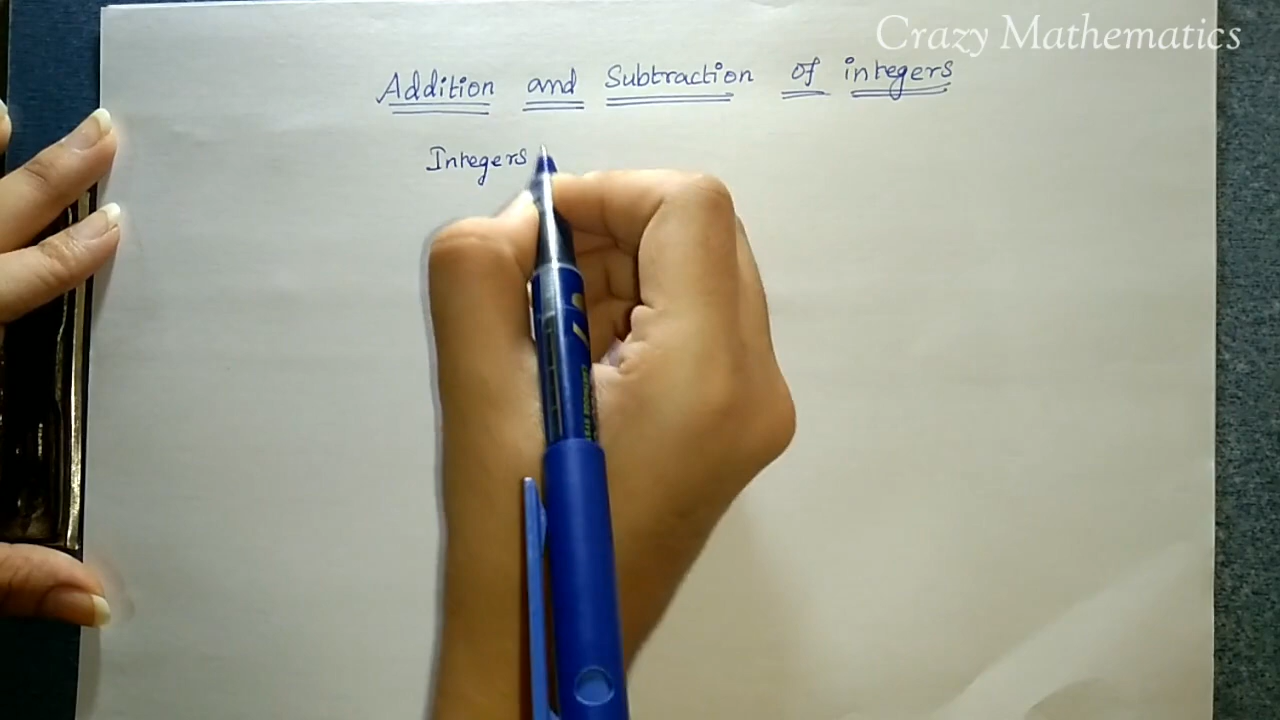 Crazy Mathematics
Addition and Subtraction of integers
Integers